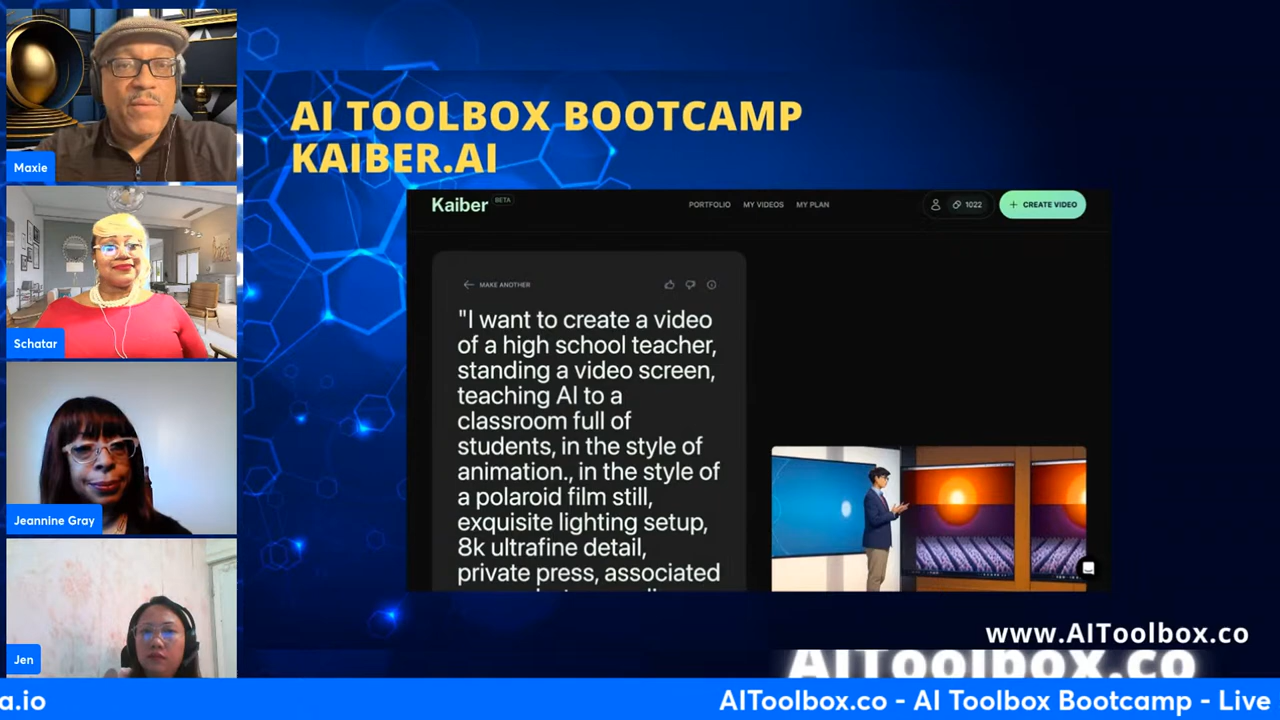 Maxie
Schatar
Jeannine Gray
Jen
AI TOOLBOX BOOTCAMP
KAIBER.AI
Kaiber BETA
PORTFOLIO MY VIDEOS MY PLAN
1022
+ CREATE VIDEO
← MAKE ANOTHER
"I want to create a video
of a high school teacher,
standing a video screen,
teaching AI to a
classroom full of
students, in the style of
animation., in the style of
a polaroid film still,
exquisite lighting setup,
8k ultrafine detail,
private press, associated
www.AIToolbox.co
AIToolbox.co
a.io
AIToolbox.co - AI Toolbox Bootcamp - Live